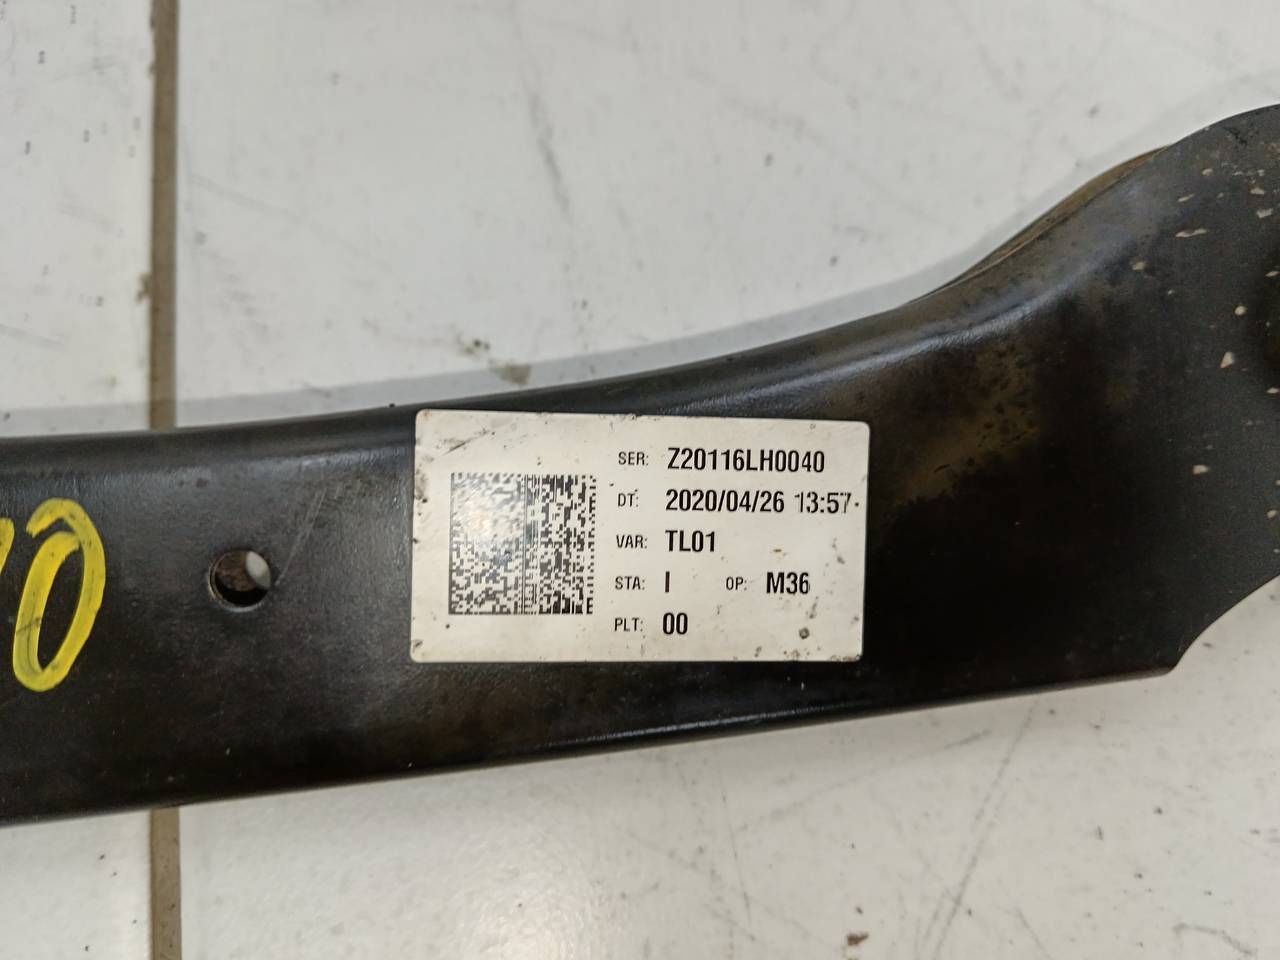 SER: Z20116LH0040
DT: 2020/04/26 13:57
VAR: TL01
STA: I OP: M36
PLT: 00